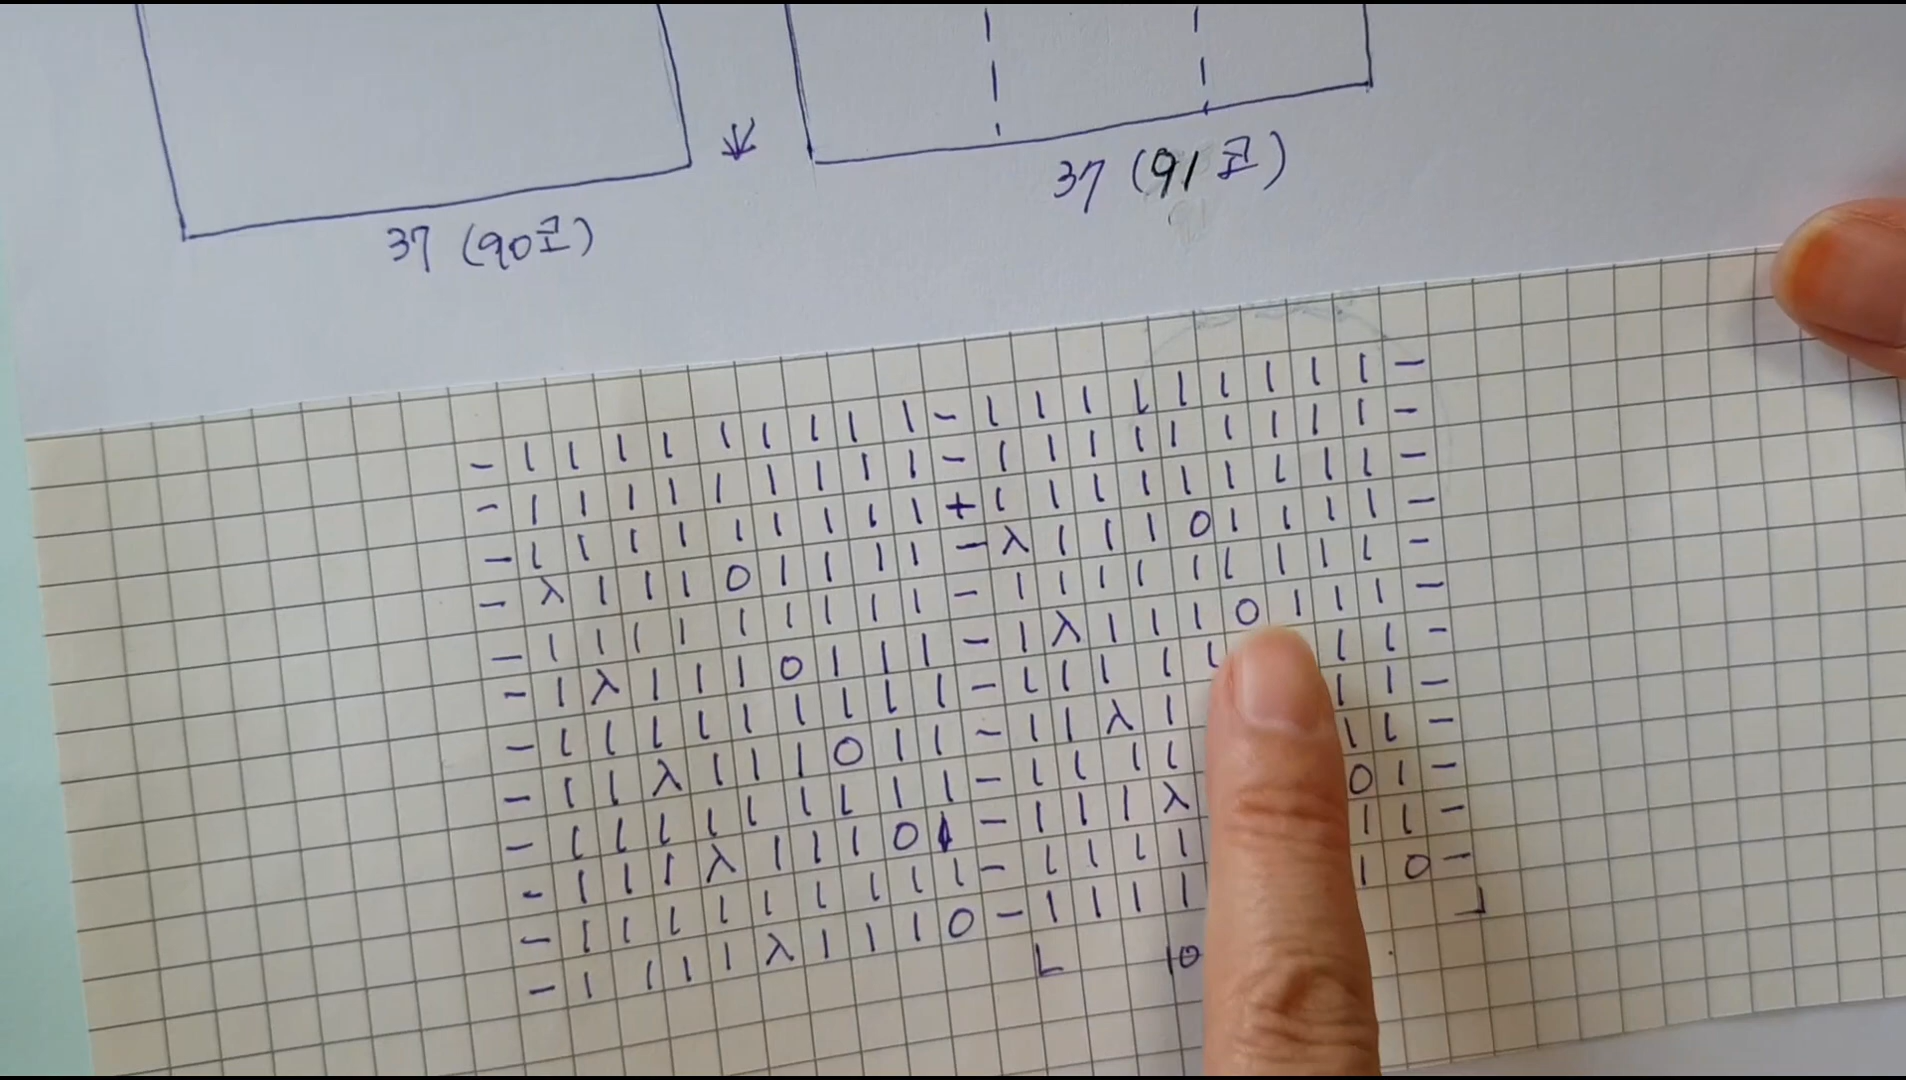 37 (90코)
37 (91코)
- l l l l l l l l l - l l l l l l l l l -
- l l l l l l l l l - l l l l l l l l l -
- l l l l l l l l l + l l l l l l l l l -
- λ l l l O l l l l - λ l l l O l l l l -
- l l l l l l l l l - l l l l l l l l l -
- l λ l l l O l l l - l λ l l l O l l l -
- l l l l l l l l l - l l l l l l l -
- l l λ l l l O l l - l l λ l l l -
- l l l l l l l l l - l l l l l l -
- l l l λ l l l O l - l l l λ O l -
- l l l l l l l l l - l l l l l l -
- l l l l λ l l l O - l l l l l O -
10